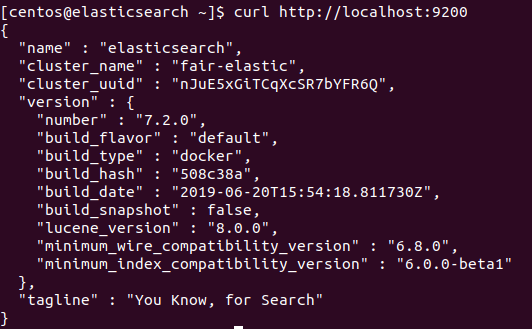 [centos@elasticsearch ~]$ curl http://localhost:9200
{
  "name" : "elasticsearch",
  "cluster_name" : "fair-elastic",
  "cluster_uuid" : "nJuE5xGiTCqXcSR7bYFR6Q",
  "version" : {
    "number" : "7.2.0",
    "build_flavor" : "default",
    "build_type" : "docker",
    "build_hash" : "508c38a",
    "build_date" : "2019-06-20T15:54:18.811730Z",
    "build_snapshot" : false,
    "lucene_version" : "8.0.0",
    "minimum_wire_compatibility_version" : "6.8.0",
    "minimum_index_compatibility_version" : "6.0.0-beta1"
  },
  "tagline" : "You Know, for Search"
}